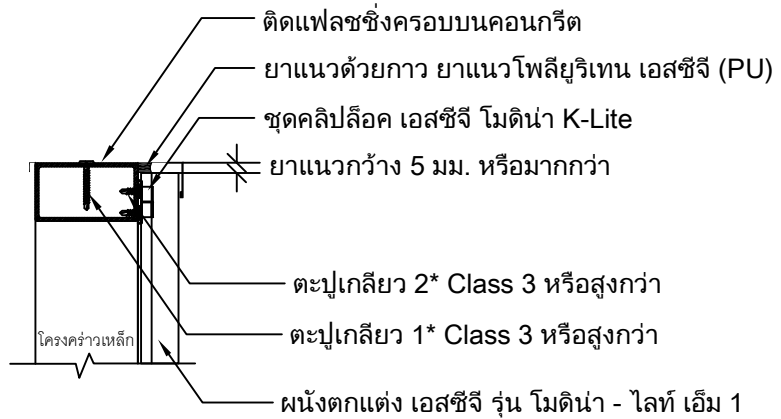 ติดแฟลชชิ่งครอบบนคอนกรีต
ยาแนวด้วยกาว ยาแนวโพลียูริเทน เอสซีจี (PU)
ชุดคลิปล็อค เอสซีจี โมดิน่า K-Lite
ยาแนวกว้าง 5 มม. หรือมากกว่า
ตะปูเกลียว 2* Class 3 หรือสูงกว่า
โครงคร่าวเหล็ก
ตะปูเกลียว 1* Class 3 หรือสูงกว่า
ผนังตกแต่ง เอสซีจี รุ่น โมดิน่า - ไลท์ เอ็ม 1